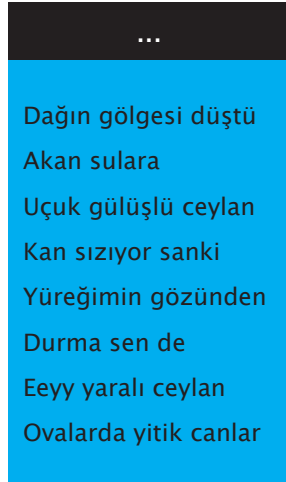 ...
Dağın gölgesi düştü
Akan sulara
Uçuk gülüşlü ceylan
Kan sızıyor sanki
Yüreğimin gözünden
Durma sen de
Eeyy yaralı ceylan
Ovalarda yitik canlar